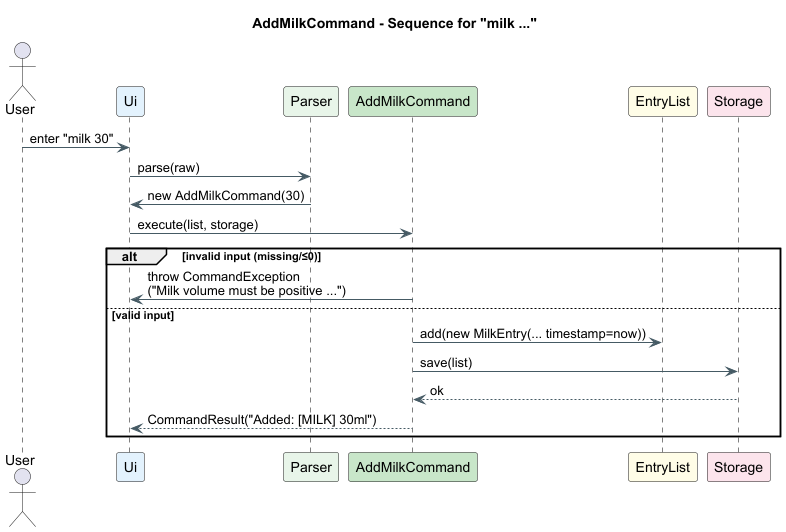 AddMilkCommand - Sequence for "milk ..."
User
Ui
Parser
AddMilkCommand
EntryList
Storage
enter "milk 30"
parse(raw)
new AddMilkCommand(30)
execute(list, storage)
alt
[invalid input (missing/≤0)]
throw CommandException
("Milk volume must be positive ...")
[valid input]
add(new MilkEntry(... timestamp=now))
save(list)
ok
CommandResult("Added: [MILK] 30ml")
User
Ui
Parser
AddMilkCommand
EntryList
Storage